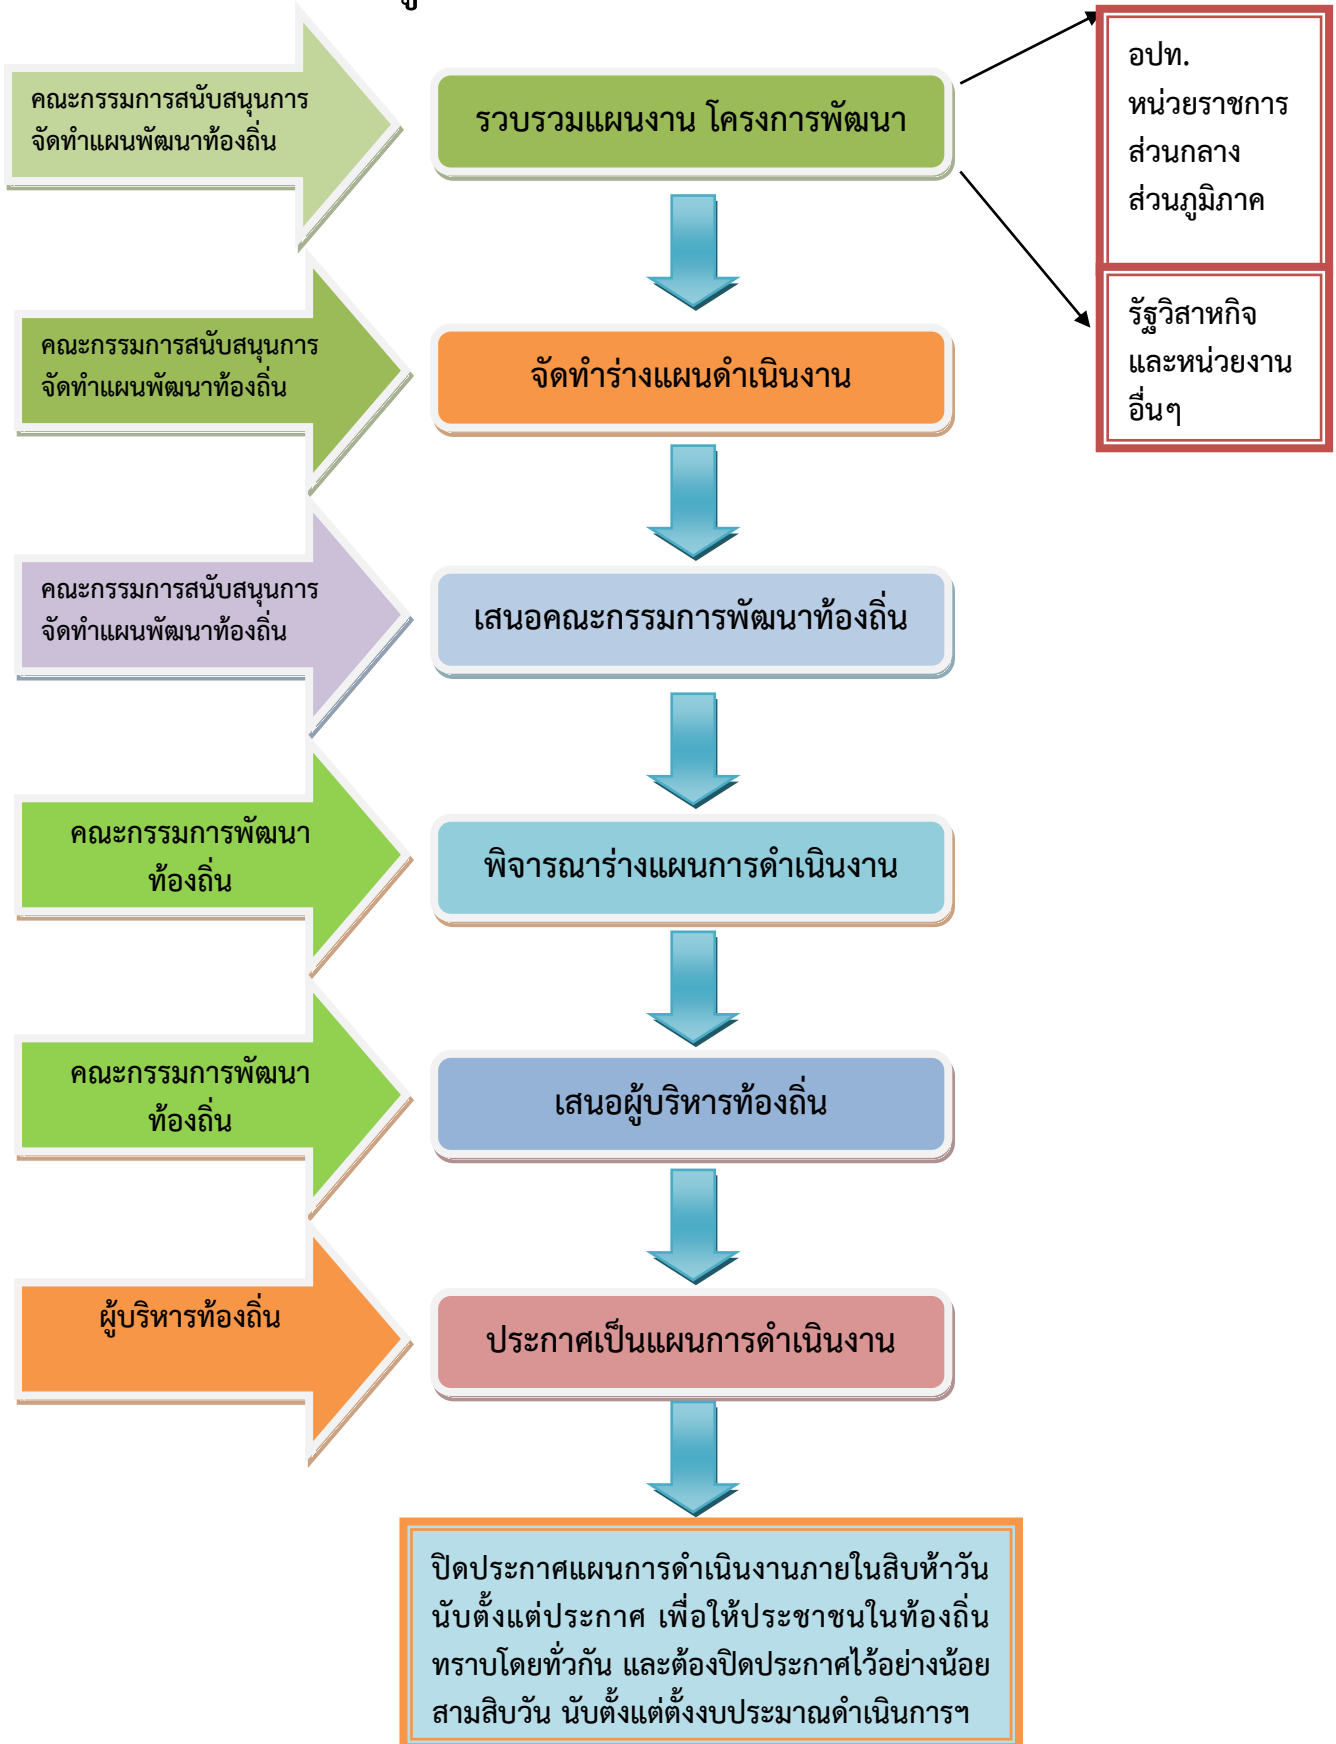 คณะกรรมการสนับสนุนการ
จัดทำแผนพัฒนาท้องถิ่น
รวบรวมแผนงาน โครงการพัฒนา
อปท.
หน่วยราชการ
ส่วนกลาง
ส่วนภูมิภาค
รัฐวิสาหกิจ
และหน่วยงาน
อื่นๆ
คณะกรรมการสนับสนุนการ
จัดทำแผนพัฒนาท้องถิ่น
จัดทำร่างแผนดำเนินงาน
คณะกรรมการสนับสนุนการ
จัดทำแผนพัฒนาท้องถิ่น
เสนอคณะกรรมการพัฒนาท้องถิ่น
คณะกรรมการพัฒนา
ท้องถิ่น
พิจารณาร่างแผนการดำเนินงาน
คณะกรรมการพัฒนา
ท้องถิ่น
เสนอผู้บริหารท้องถิ่น
ผู้บริหารท้องถิ่น
ประกาศเป็นแผนการดำเนินงาน
ปิดประกาศแผนการดำเนินงานภายในสิบห้าวัน
นับตั้งแต่ประกาศ เพื่อให้ประชาชนในท้องถิ่น
ทราบโดยทั่วกัน และต้องปิดประกาศไว้อย่างน้อย
สามสิบวัน นับตั้งแต่ตั้งงบประมาณดำเนินการฯ